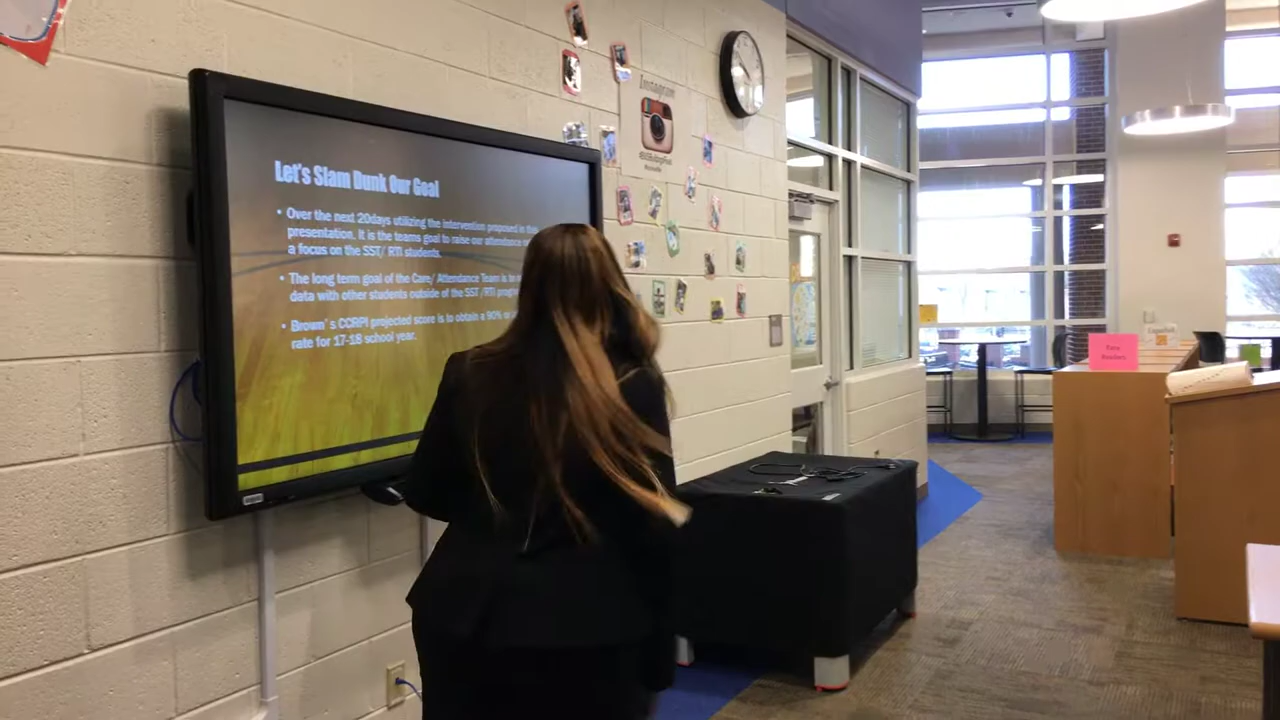 Let's Slam Dunk Our Goal
• Over the next 20days utilizing the intervention proposed in this
presentation. It is the teams goal to raise our attendance
a focus on the SST/ RTI students.
• The long term goal of the Care/ Attendance Team is to
data with other students outside of the SST /RTI
• Brown's CCRPI projected score is to obtain a 90%
rate for 17-18 school year.
Instagram